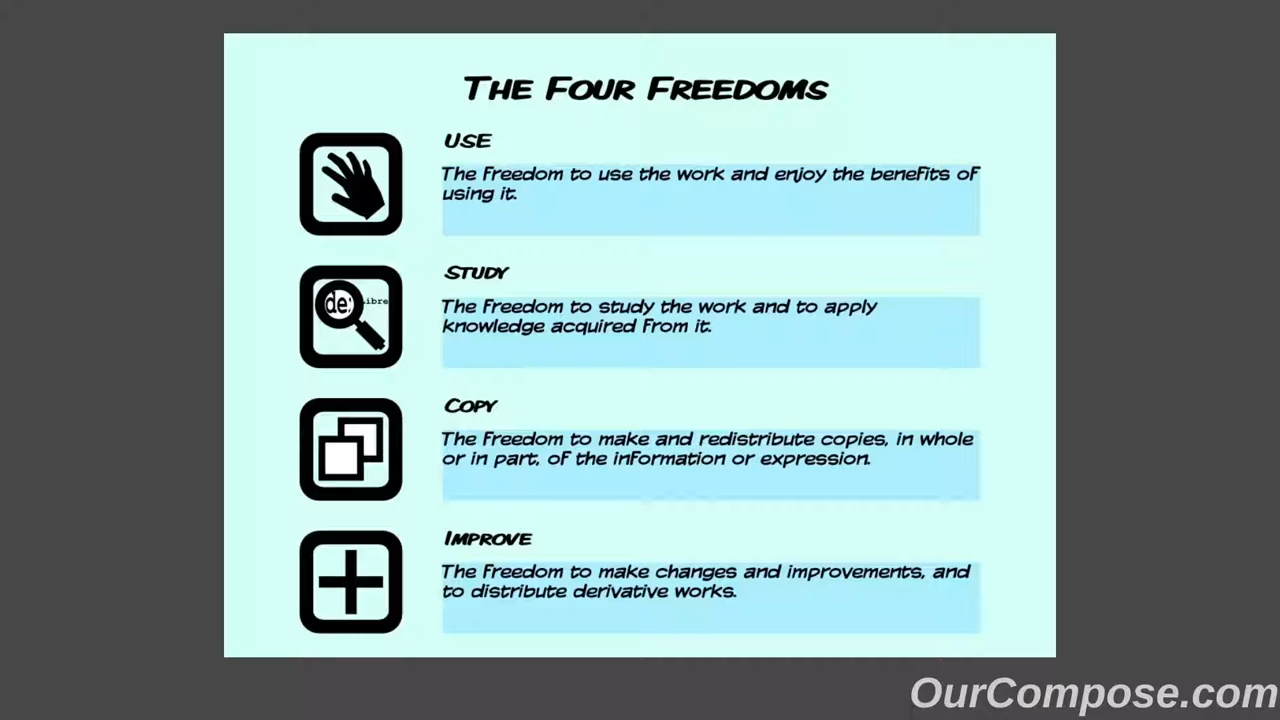 The Four Freedoms
USE
The freedom to use the work and enjoy the benefits of
using it.
STUDY
The freedom to study the work and to apply
knowledge acquired from it.
COPY
The freedom to make and redistribute copies, in whole
or in part, of the information or expression.
IMPROVE
The freedom to make changes and improvements, and
to distribute derivative works.
OurCompose.com